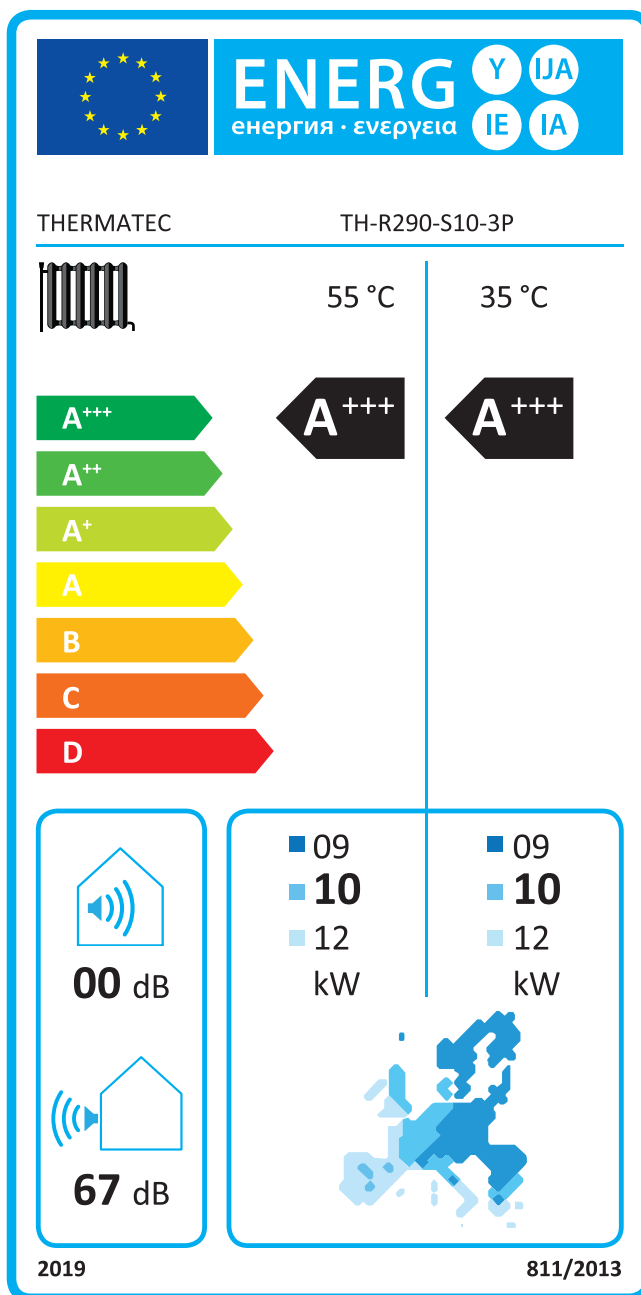 ENERG Y IJA
енергия · ενεργεια IE IA
THERMATEC TH-R290-S10-3P
55 °C 35 °C
A+++ A+++ A+++
A++
A+
A
B
C
D
09 09
10 10
12 12
kW kW
00 dB
67 dB
2019 811/2013